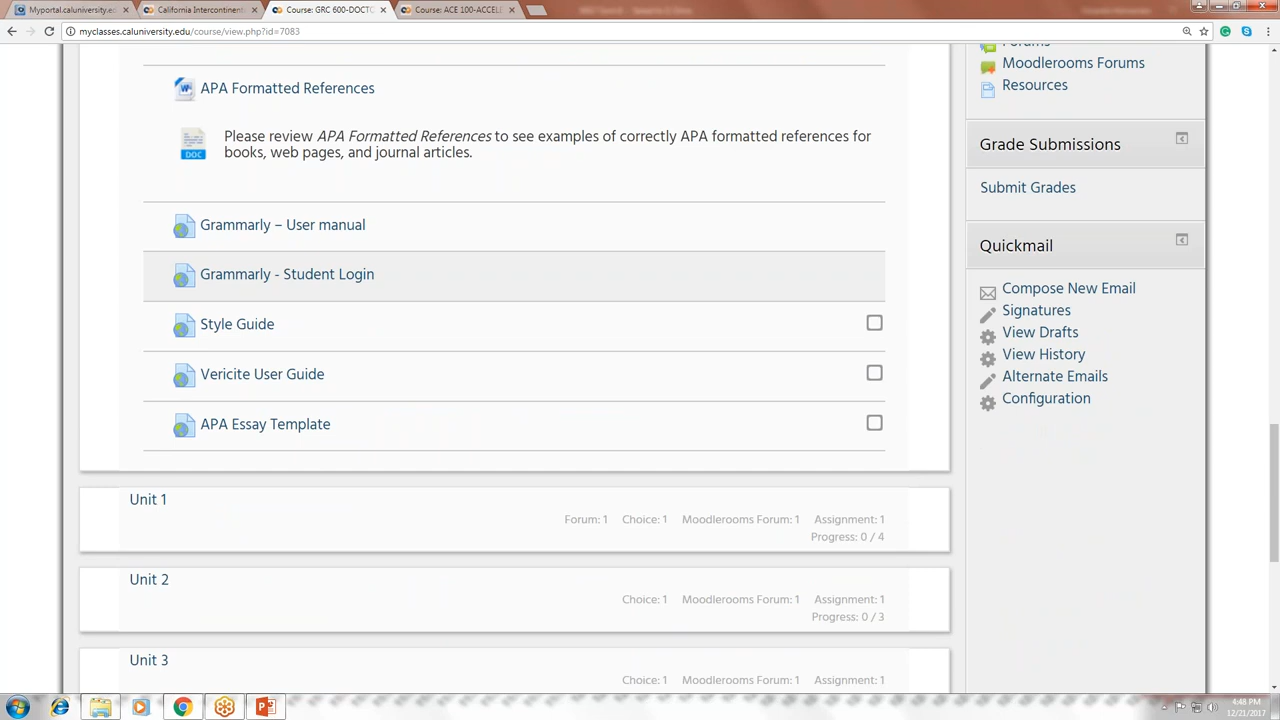 Myportal.caluniversity.e
California Intercontinent
Course: GRC 600-DOCTO
Course: ACE 100-ACCELE
myclasses.caluniversity.edu/course/view.php?id=7083
Forums
Moodlerooms Forums
Resources
APA Formatted References
Please review APA Formatted References to see examples of correctly APA formatted references for
books, web pages, and journal articles.
DOC
Grade Submissions
Submit Grades
Grammarly – User manual
Quickmail
Grammarly - Student Login
Compose New Email
Signatures
Style Guide
View Drafts
View History
Vericite User Guide
Alternate Emails
Configuration
APA Essay Template
Unit 1
Forum: 1 Choice: 1 Moodlerooms Forum: 1 Assignment: 1
Progress: 0 / 4
Unit 2
Choice: 1 Moodlerooms Forum: 1 Assignment: 1
Progress: 0 / 3
Unit 3
Choice: 1 Moodlerooms Forum: 1 Assignment: 1
4:48 PM
12/21/2017